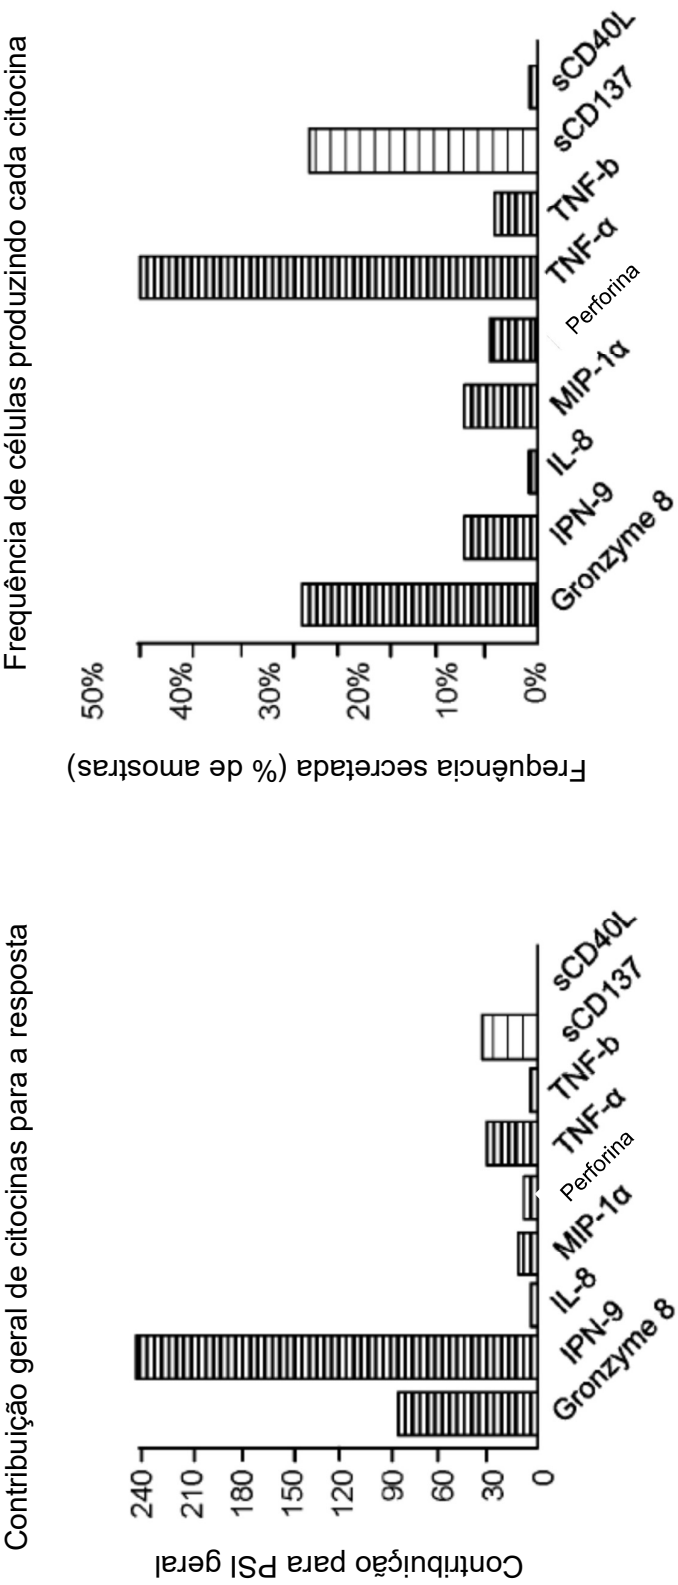 Contribuição geral de citocinas para a resposta
Contribuição para PSI geral
240
210
180
150
120
90
60
30
0
Gronzyme 8
IPN-9
IL-8
MIP-1α
Perforina
TNF-α
TNF-b
sCD137
sCD40L
Frequência de células produzindo cada citocina
Frequência secretada (% de amostras)
50%
40%
30%
20%
10%
0%
Gronzyme 8
IPN-9
IL-8
MIP-1α
Perforina
TNF-α
TNF-b
sCD137
sCD40L